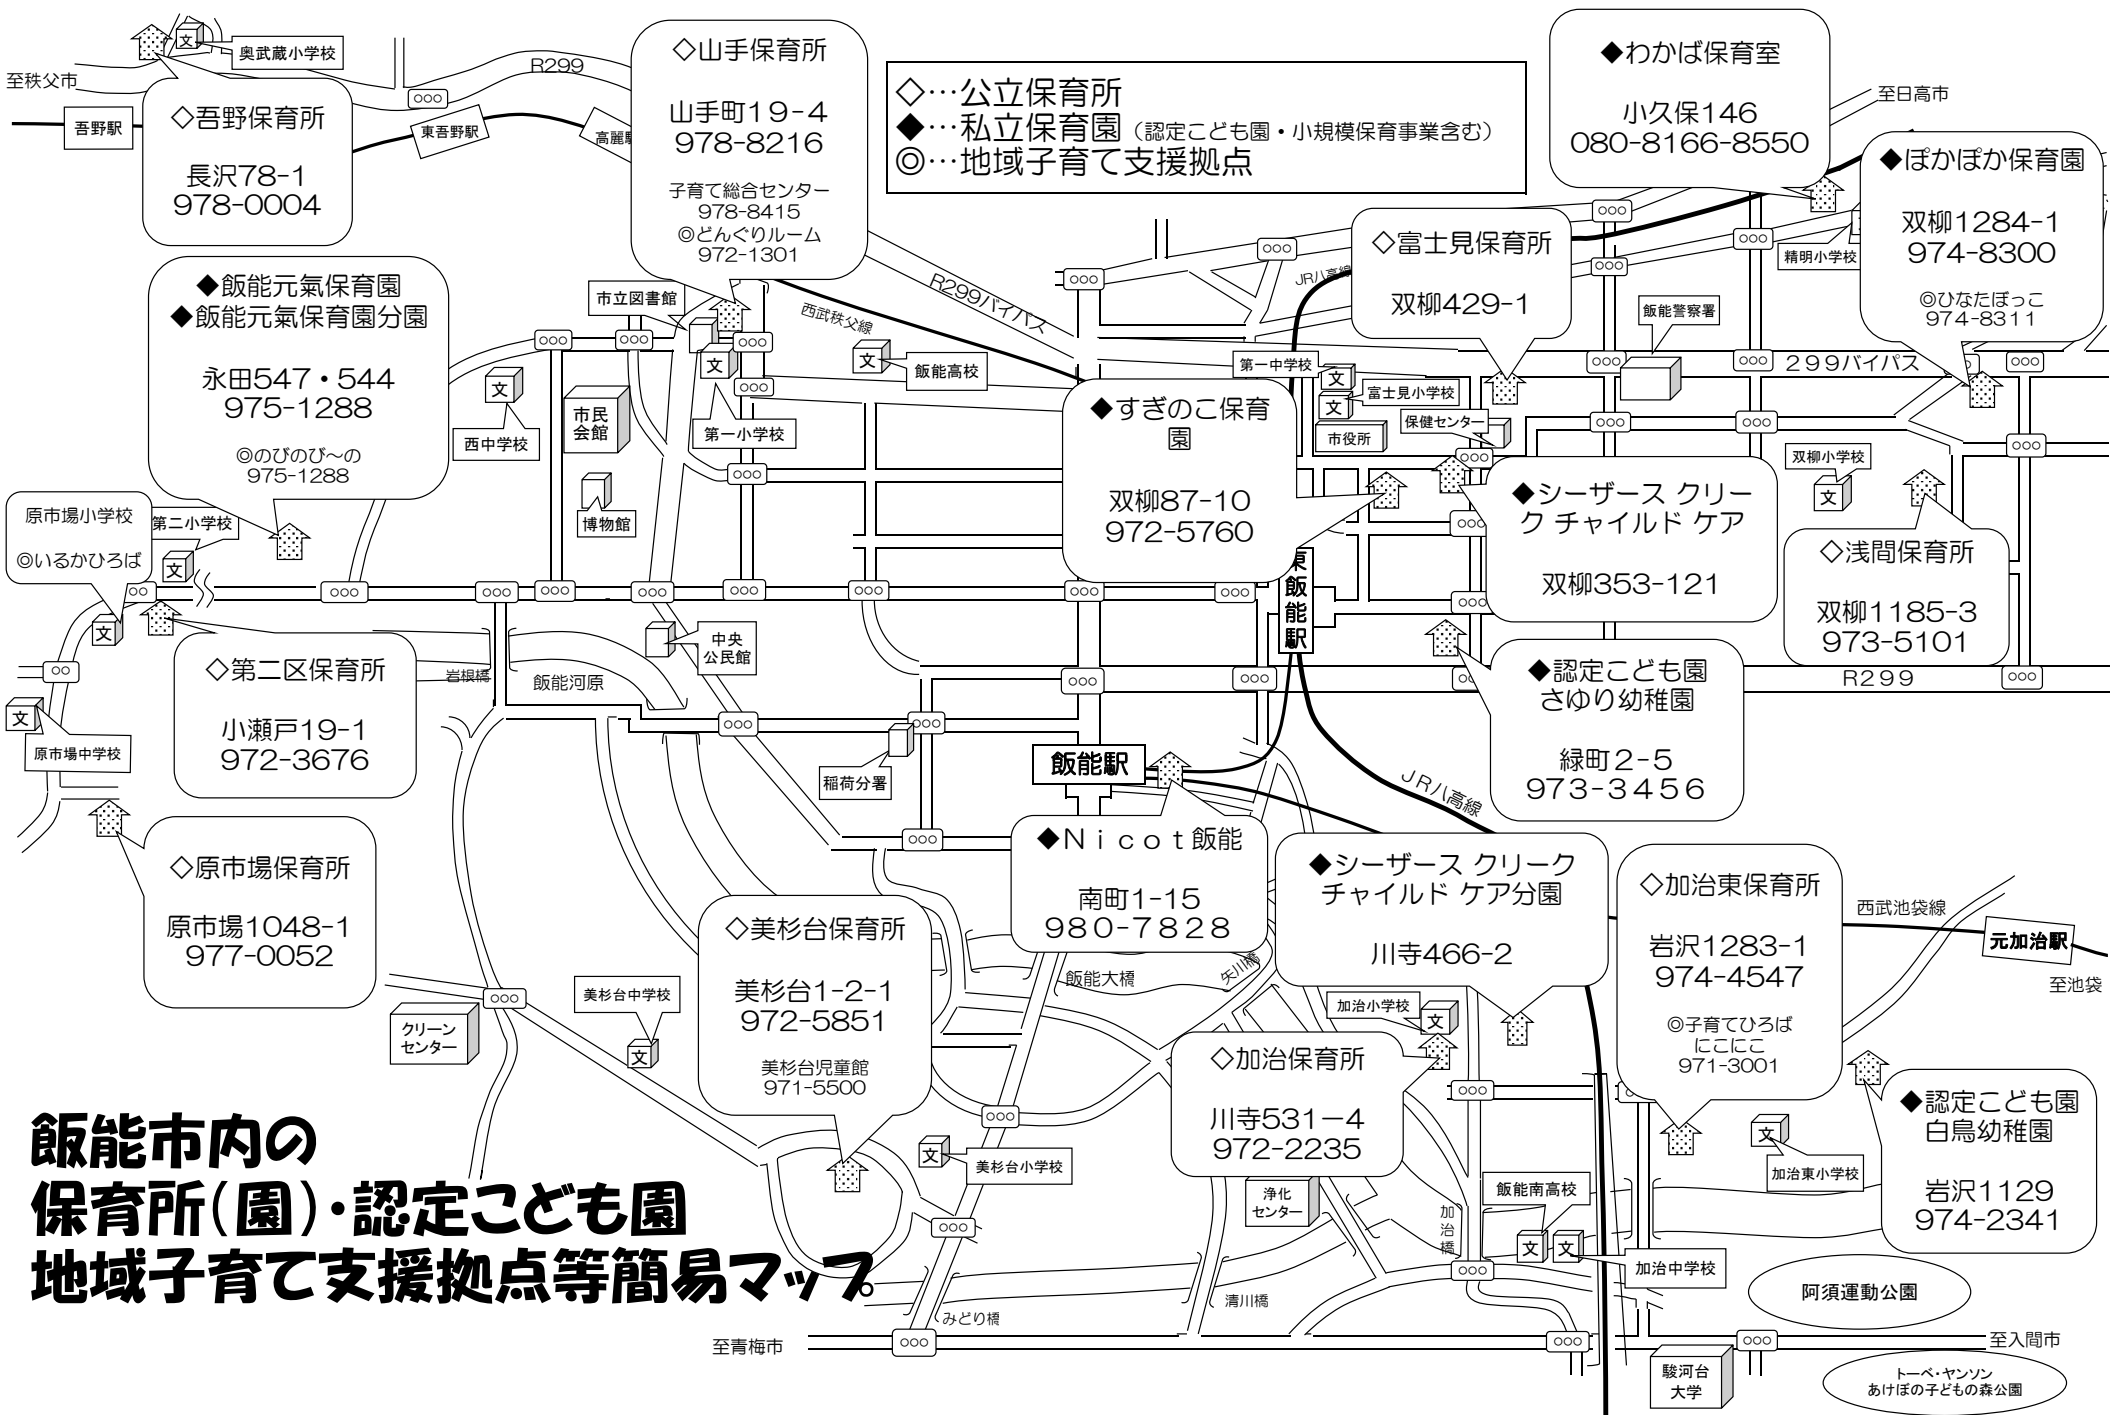 至秩父市
奥武蔵小学校
R299
吾野駅
東吾野駅
◇吾野保育所
長沢78-1
978-0004
◇山手保育所
山手町19-4
978-8216
子育て総合センター
978-8415
◎どんぐりルーム
972-1301
◇…公立保育所
◆…私立保育園（認定こども園・小規模保育事業含む）
◎…地域子育て支援拠点
◆わかば保育室
小久保146
080-8166-8550
至日高市
◆ぽかぽか保育園
双柳1284-1
974-8300
◎ひなたぼっこ
974-8311
精明小学校
◇富士見保育所
双柳429-1
JR八高線
R299バイパス
西武秩父線
飯能警察署
299バイパス
◆飯能元氣保育園
◆飯能元氣保育園分園
永田547・544
975-1288
◎のびのび～の
975-1288
市立図書館
文
飯能高校
第一小学校
西中学校
市民
会館
博物館
第一中学校
富士見小学校
市役所
保健センター
◆すぎのこ保育
園
双柳87-10
972-5760
◆シーザース クリー
ク チャイルド ケア
双柳353-121
双柳小学校
◇浅間保育所
双柳1185-3
973-5101
R299
原市場小学校
◎いるかひろば
第二小学校
◇第二区保育所
小瀬戸19-1
972-3676
原市場中学校
岩根橋
飯能河原
中央
公民館
稲荷分署
東飯能駅
飯能駅
◆認定こども園
さゆり幼稚園
緑町2-5
973-3456
JR八高線
◇原市場保育所
原市場1048-1
977-0052
◆Nicot飯能
南町1-15
980-7828
◆シーザース クリーク
チャイルド ケア分園
川寺466-2
◇加治東保育所
岩沢1283-1
974-4547
◎子育てひろば
にこにこ
971-3001
西武池袋線
元加治駅
至池袋
クリーン
センター
美杉台中学校
◇美杉台保育所
美杉台1-2-1
972-5851
美杉台児童館
971-5500
飯能大橋
矢川橋
加治小学校
◇加治保育所
川寺531－4
972-2235
◆認定こども園
白鳥幼稚園
岩沢1129
974-2341
加治東小学校
美杉台小学校
浄化
センター
加治橋
飯能南高校
加治中学校
阿須運動公園
飯能市内の
保育所(園)・認定こども園
地域子育て支援拠点等簡易マップ
みどり橋
清川橋
至青梅市
至入間市
駿河台
大学
トーベ・ヤンソン
あけぼの子どもの森公園